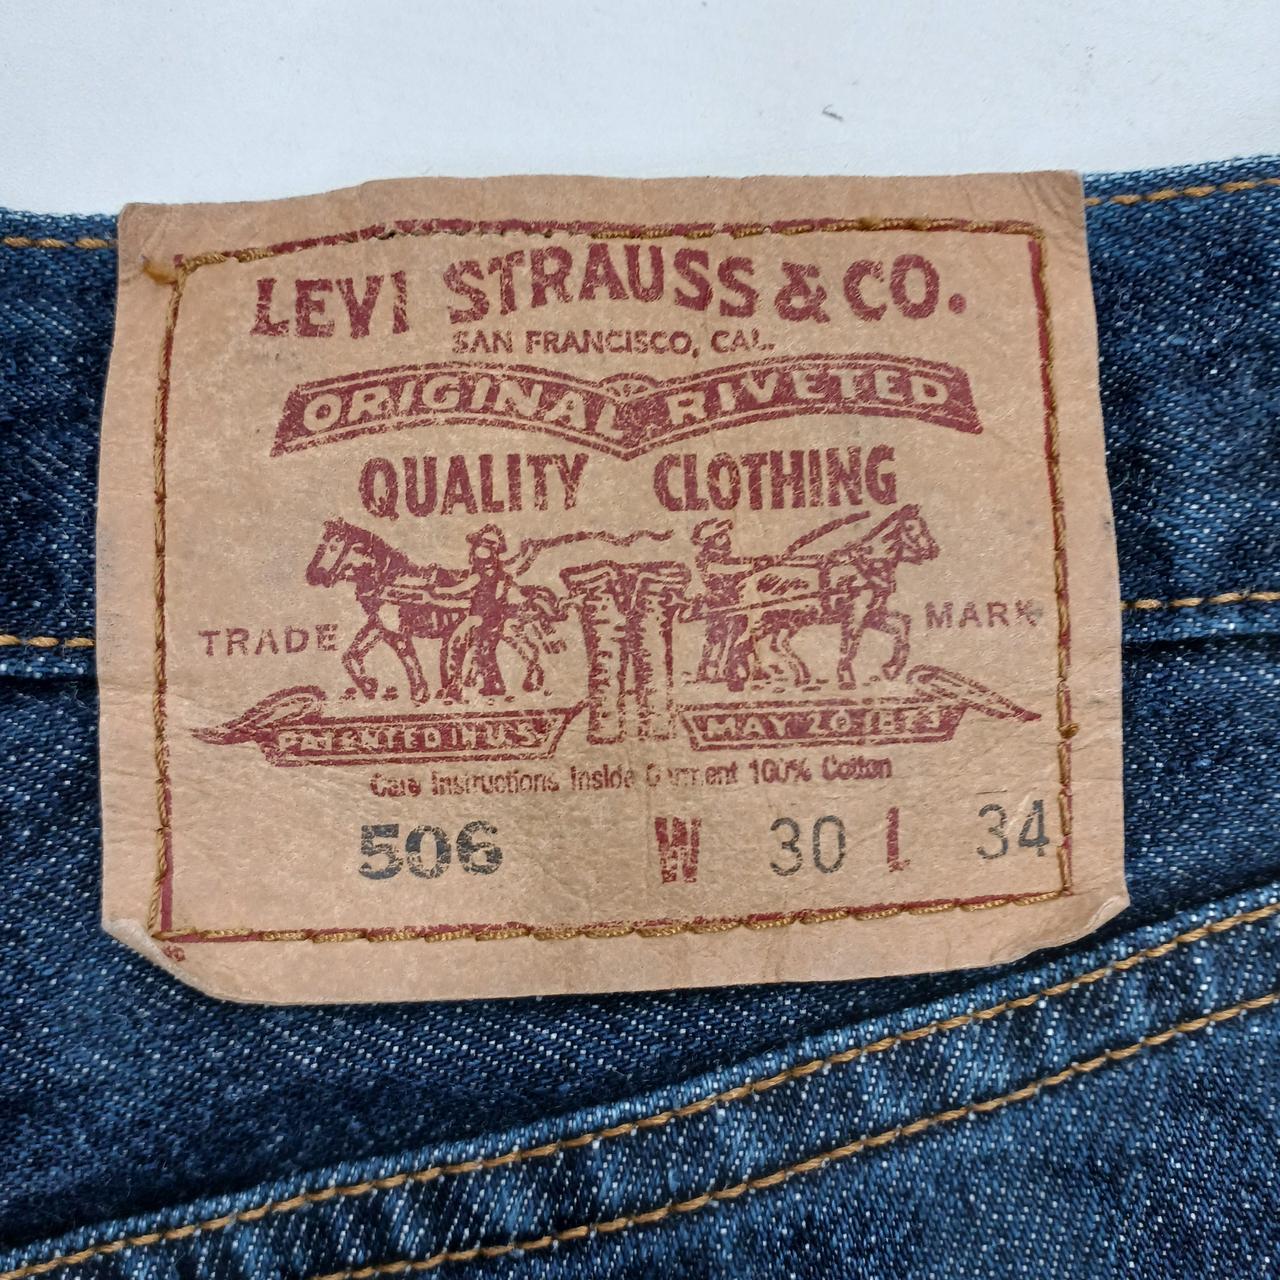 LEVI STRAUSS & CO.
SAN FRANCISCO, CAL.
ORIGINAL RIVETED
QUALITY CLOTHING
TRADE MARK
PATENTED IN U.S. MAY 20 1873
Care Instructions Inside Garment 100% Cotton
506 W 30 L 34